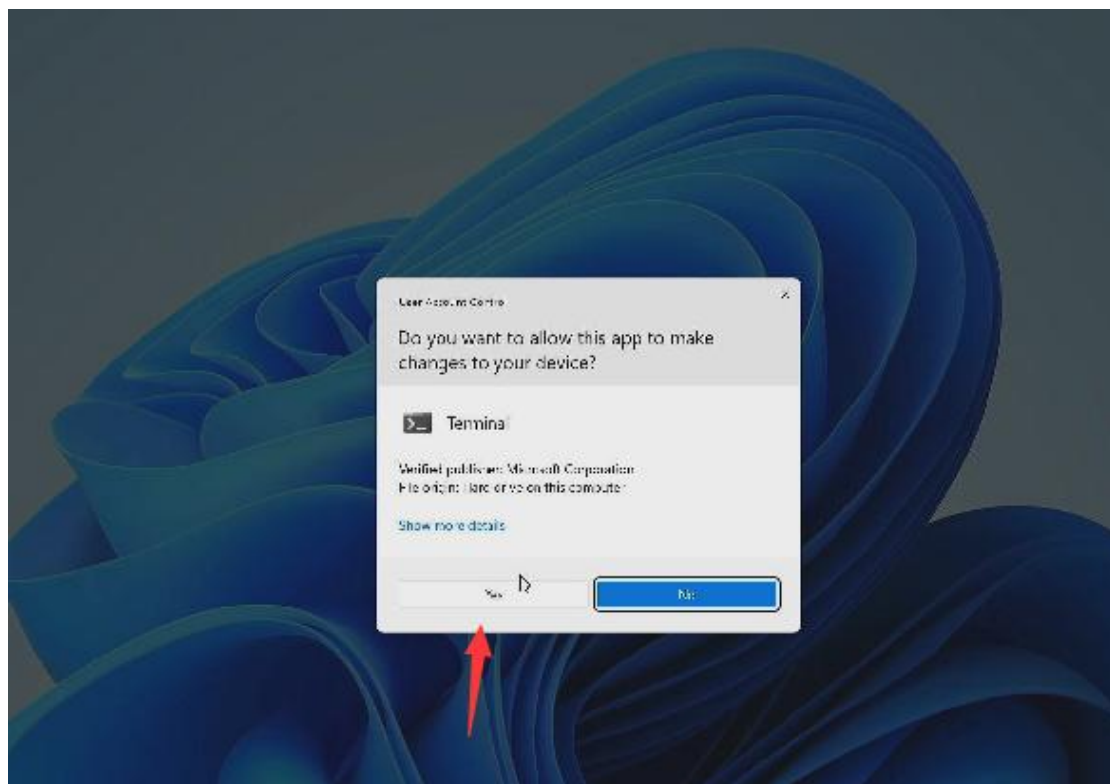 User Account Control
Do you want to allow this app to make
changes to your device?
Terminal
Verified publisher: Microsoft Corporation
File origin: Hard drive on this computer
Show more details
Yes
No